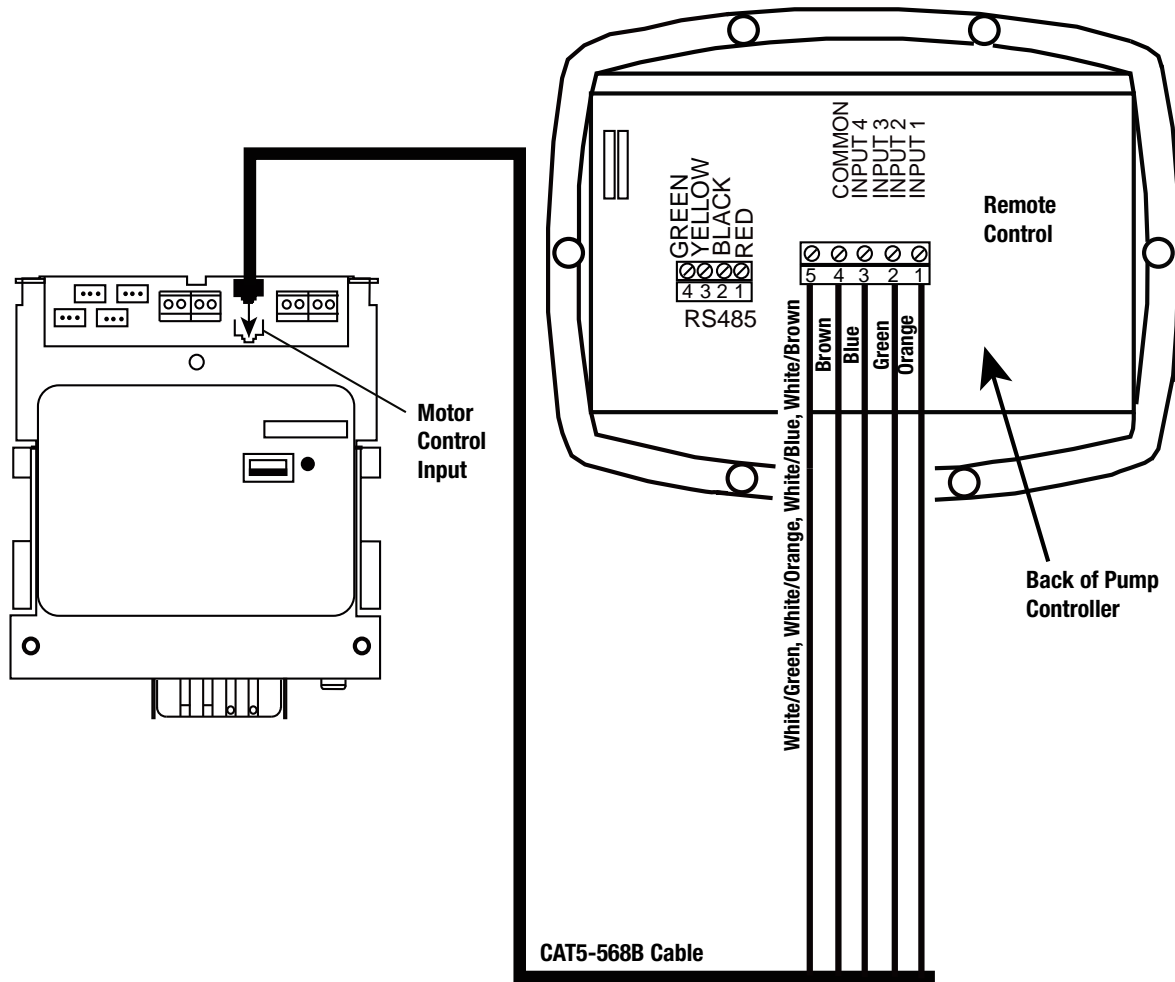 COMMON
INPUT 4
INPUT 3
INPUT 2
INPUT 1
GREEN
YELLOW
BLACK
RED
Remote
Control
5 4 3 2 1
4 3 2 1
RS485
White/Green, White/Orange, White/Blue, White/Brown
Brown
Blue
Green
Orange
Motor
Control
Input
Back of Pump
Controller
CAT5-568B Cable